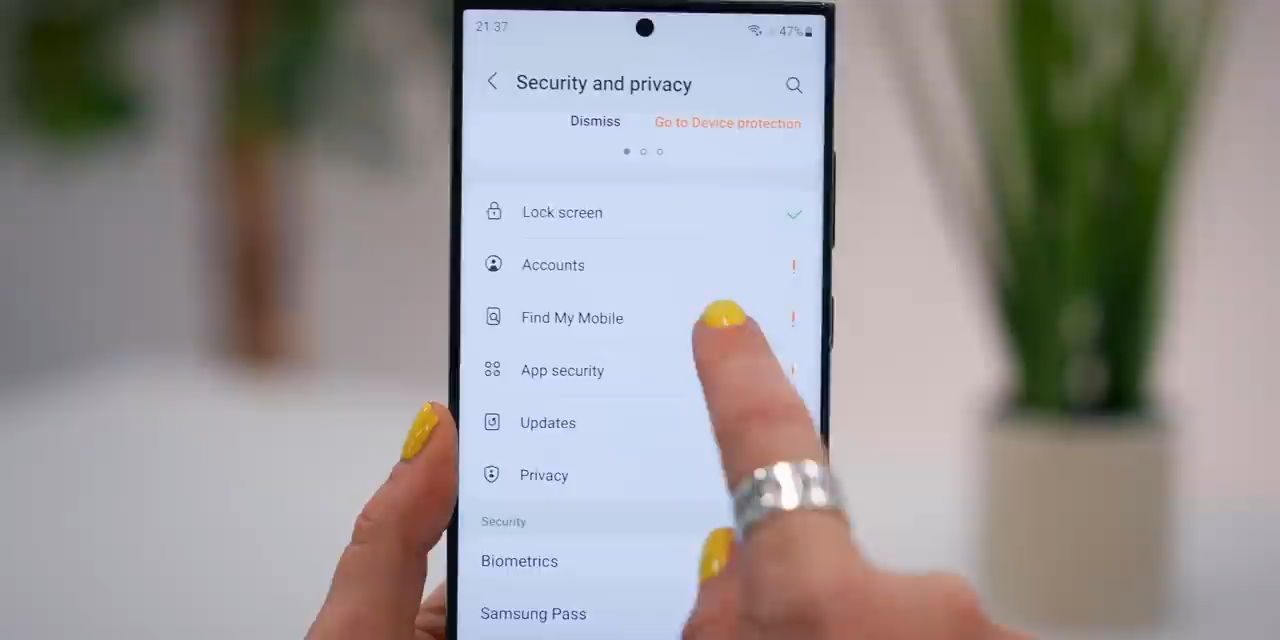 21:37 47%
Security and privacy
Dismiss Go to Device protection
Lock screen
Accounts
Find My Mobile
App security
Updates
Privacy
Security
Biometrics
Samsung Pass